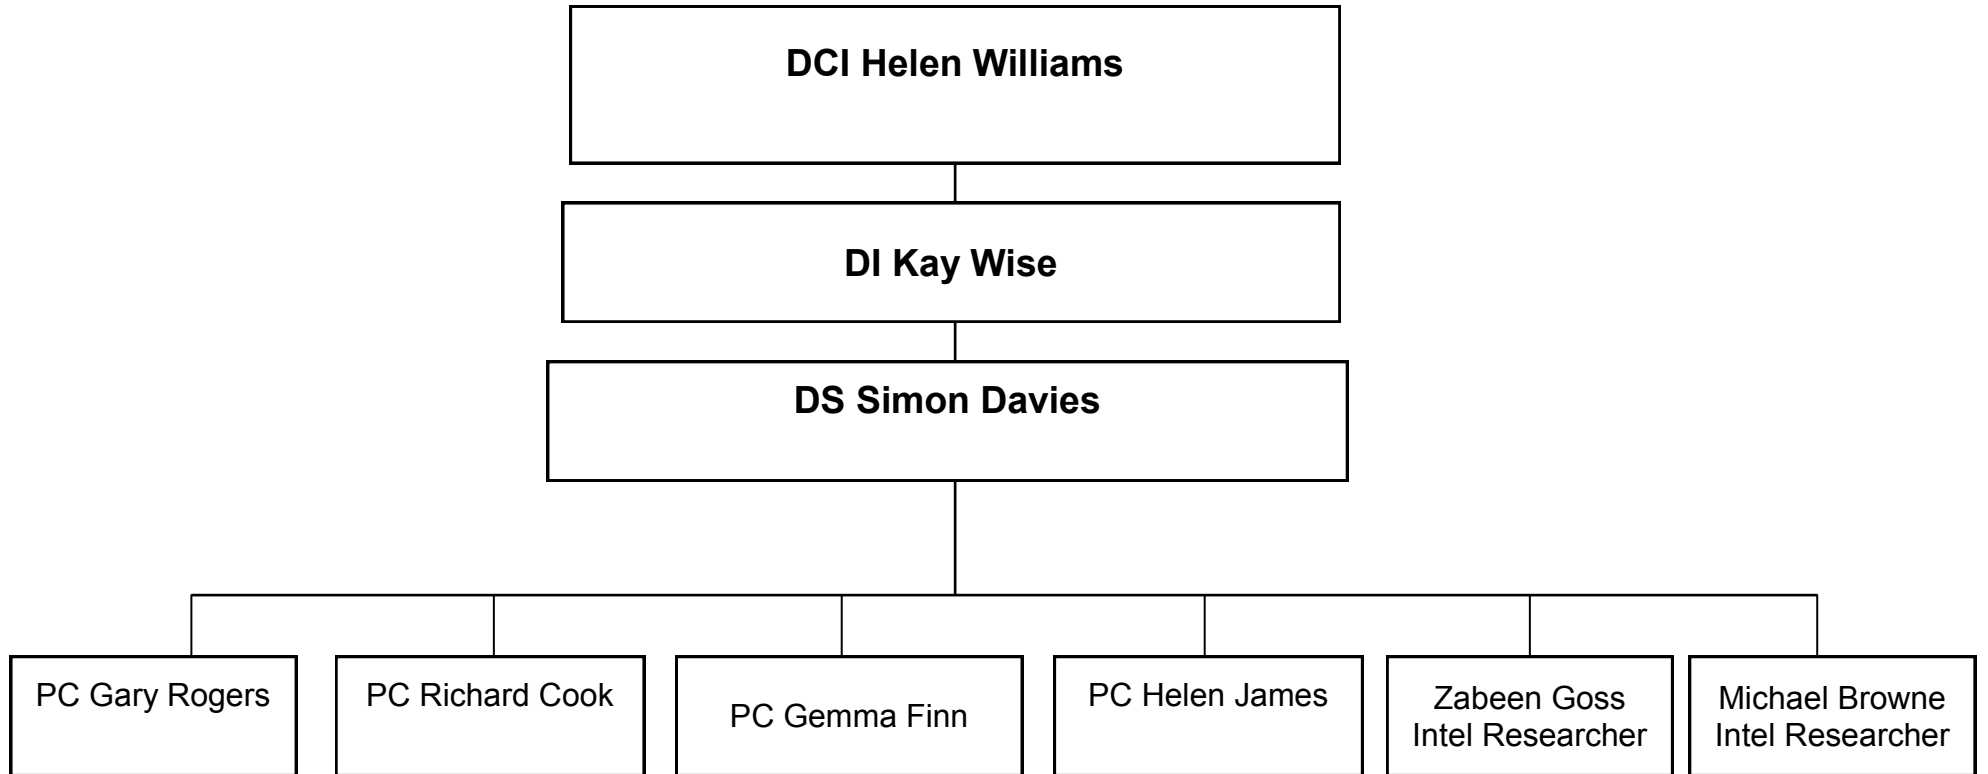 DCI Helen Williams
DI Kay Wise
DS Simon Davies
PC Gary Rogers
PC Richard Cook
PC Gemma Finn
PC Helen James
Zabeen Goss
Intel Researcher
Michael Browne
Intel Researcher